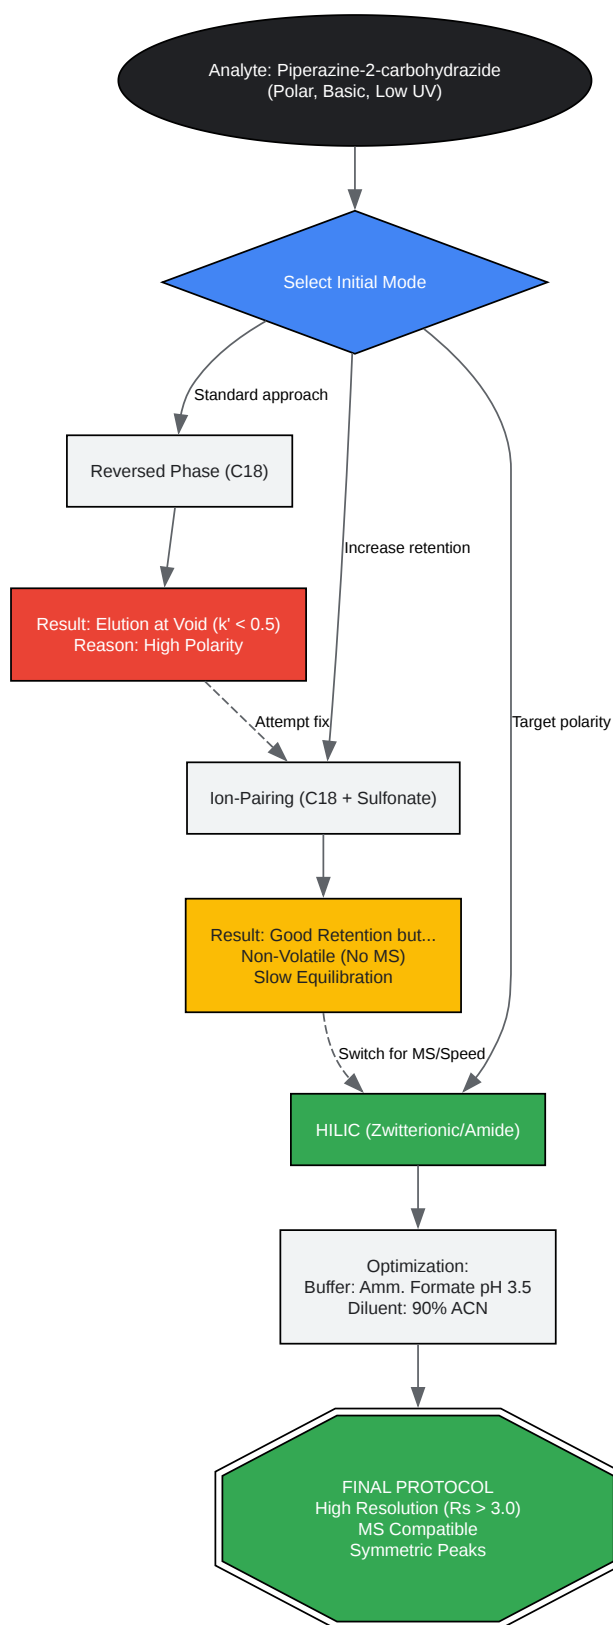 Analyte: Piperazine-2-carbohydrazide
(Polar, Basic, Low UV)
Select Initial Mode
Standard approach
Reversed Phase (C18)
Increase retention
Result: Elution at Void (k' < 0.5)
Reason: High Polarity
Attempt fix
Target polarity
Ion-Pairing (C18 + Sulfonate)
Result: Good Retention but...
Non-Volatile (No MS)
Slow Equilibration
Switch for MS/Speed
HILIC (Zwitterionic/Amide)
Optimization:
Buffer: Amm. Formate pH 3.5
Diluent: 90% ACN
FINAL PROTOCOL
High Resolution (Rs > 3.0)
MS Compatible
Symmetric Peaks